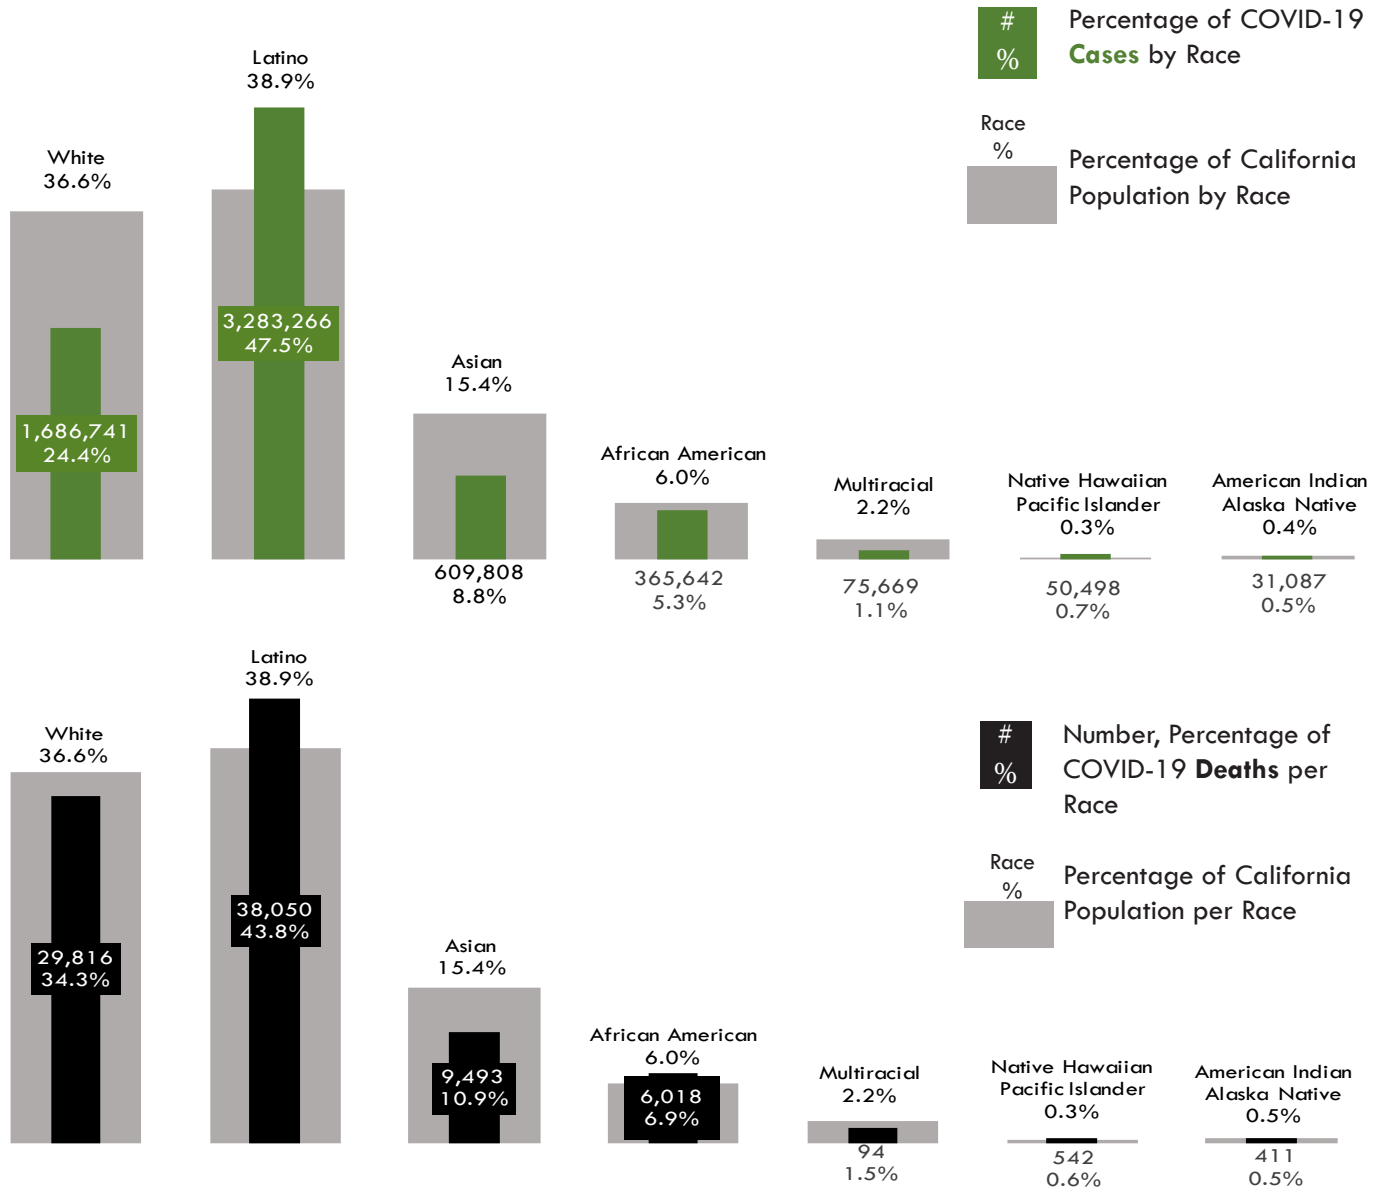 #
%
Percentage of COVID-19
Cases by Race
Race
%
Percentage of California
Population by Race
White
36.6%
1,686,741
24.4%
Latino
38.9%
3,283,266
47.5%
Asian
15.4%
609,808
8.8%
African American
6.0%
365,642
5.3%
Multiracial
2.2%
75,669
1.1%
Native Hawaiian
Pacific Islander
0.3%
50,498
0.7%
American Indian
Alaska Native
0.4%
31,087
0.5%
#
%
Number, Percentage of
COVID-19 Deaths per
Race
Race
%
Percentage of California
Population per Race
White
36.6%
29,816
34.3%
Latino
38.9%
38,050
43.8%
Asian
15.4%
9,493
10.9%
African American
6.0%
6,018
6.9%
Multiracial
2.2%
94
1.5%
Native Hawaiian
Pacific Islander
0.3%
542
0.6%
American Indian
Alaska Native
0.5%
411
0.5%